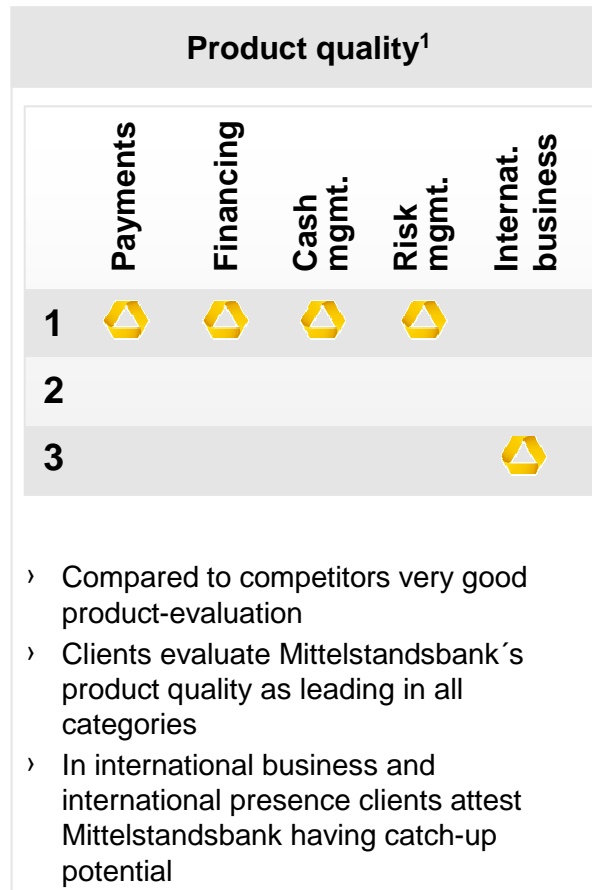 Product quality1
Payments
Financing
Cash
mgmt.
Risk
mgmt.
Internat.
business
1
2
3
› Compared to competitors very good
product-evaluation
› Clients evaluate Mittelstandsbank´s
product quality as leading in all
categories
› In international business and
international presence clients attest
Mittelstandsbank having catch-up
potential